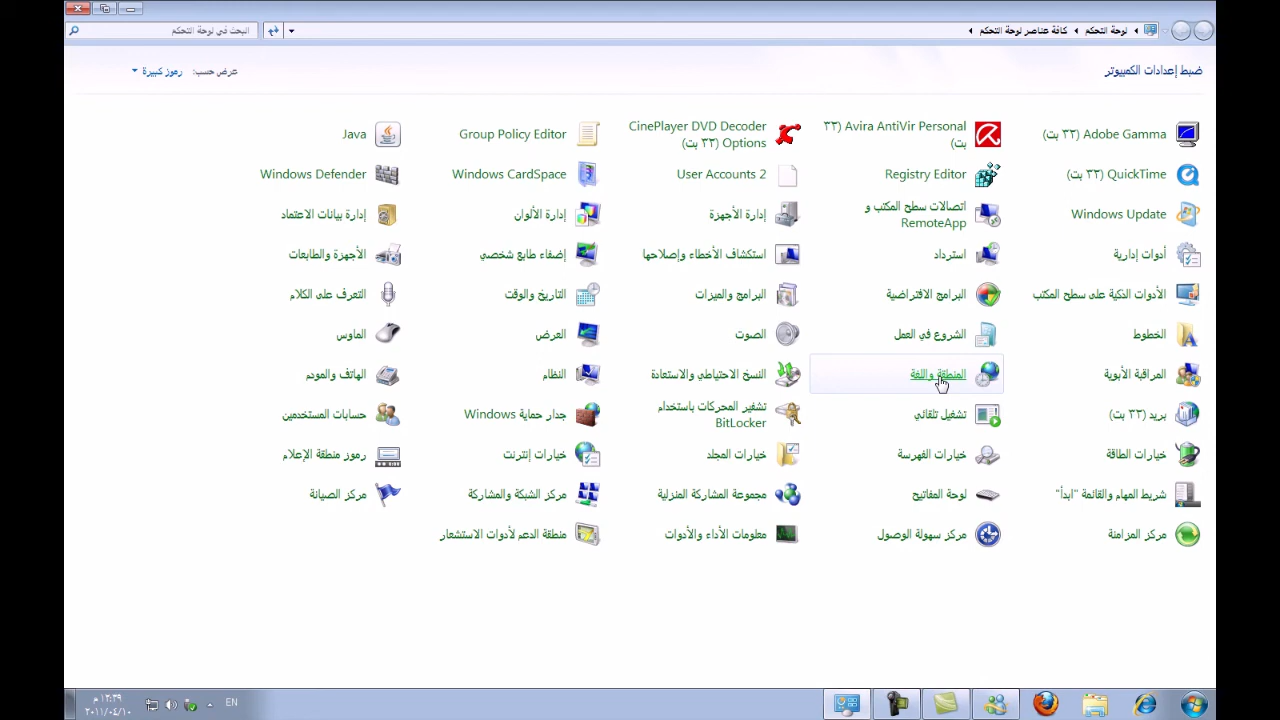 لوحة التحكم
كافة عناصر لوحة التحكم
البحث في لوحة التحكم
ضبط إعدادات الكمبيوتر
عرض حسب: رموز كبيرة
Adobe Gamma (٣٢ بت)
Avira AntiVir Personal (٣٢
بت)
CinePlayer DVD Decoder
Options (٣٢ بت)
Group Policy Editor
Java
QuickTime (٣٢ بت)
Registry Editor
User Accounts 2
Windows CardSpace
Windows Defender
Windows Update
اتصالات سطح المكتب و
RemoteApp
إدارة الأجهزة
إدارة الألوان
إدارة بيانات الاعتماد
أدوات إدارية
استرداد
استكشاف الأخطاء وإصلاحها
إضفاء طابع شخصي
الأجهزة والطابعات
الأدوات الذكية على سطح المكتب
البرامج الافتراضية
البرامج والميزات
التاريخ والوقت
التعرف على الكلام
الخطوط
الشروع في العمل
الصوت
العرض
الماوس
المراقبة الأبوية
المنطقة واللغة
النسخ الاحتياطي والاستعادة
النظام
الهاتف والمودم
بريد (٣٢ بت)
تشغيل تلقائي
تشفير المحركات باستخدام
BitLocker
جدار حماية Windows
حسابات المستخدمين
خيارات الطاقة
خيارات الفهرسة
خيارات المجلد
خيارات إنترنت
رموز منطقة الإعلام
شريط المهام والقائمة "ابدأ"
لوحة المفاتيح
مجموعة المشاركة المنزلية
مركز الشبكة والمشاركة
مركز الصيانة
مركز المزامنة
مركز سهولة الوصول
معلومات الأداء والأدوات
منطقة الدعم لأدوات الاستشعار
EN
١٢:٣٩ م
٢٠١١/٠٤/١٠